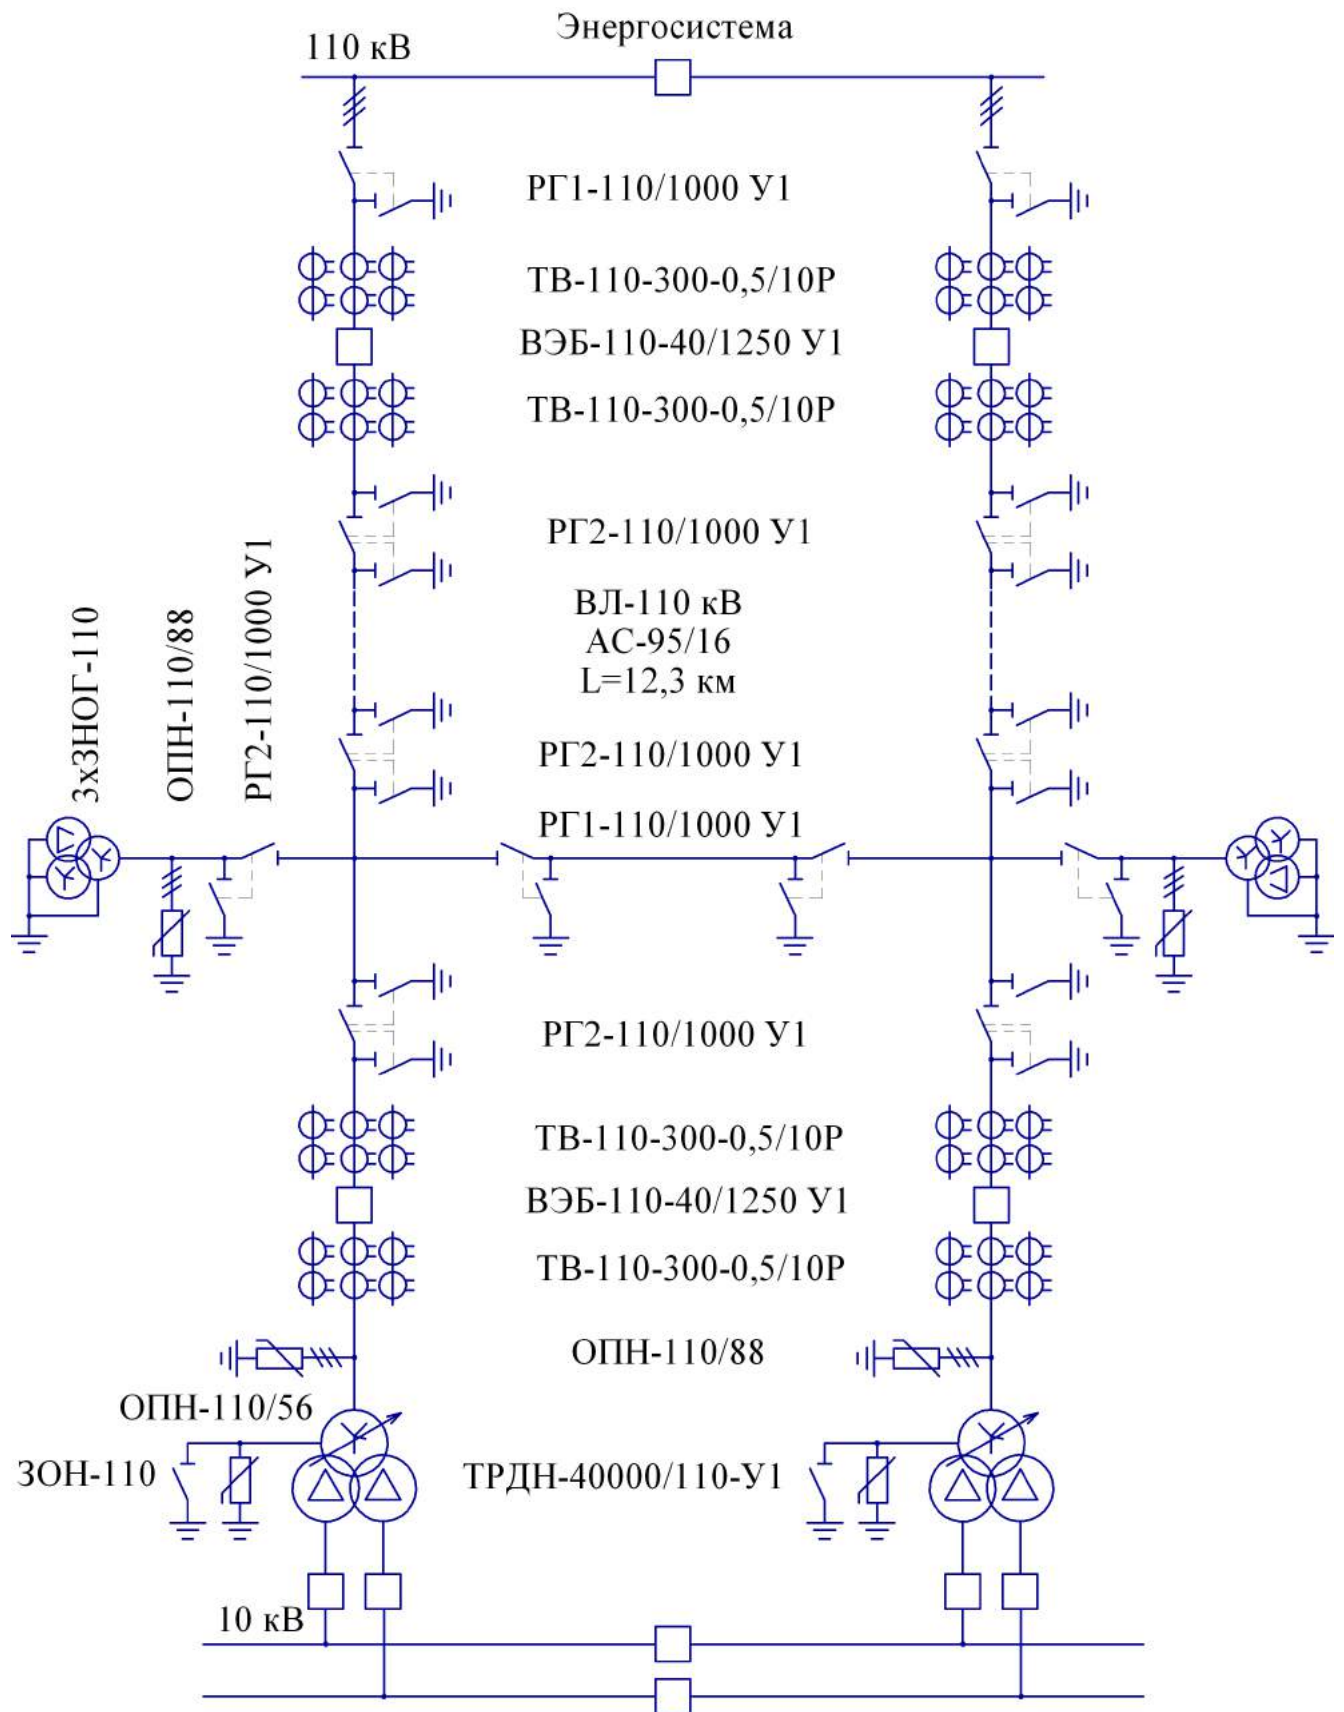 Энергосистема
110 кВ
РГ1-110/1000 У1
ТВ-110-300-0,5/10Р
ВЭБ-110-40/1250 У1
ТВ-110-300-0,5/10Р
РГ2-110/1000 У1
ВЛ-110 кВ
АС-95/16
L=12,3 км
3хЗНОГ-110
ОПН-110/88
РГ2-110/1000 У1
РГ2-110/1000 У1
РГ1-110/1000 У1
РГ2-110/1000 У1
ТВ-110-300-0,5/10Р
ВЭБ-110-40/1250 У1
ТВ-110-300-0,5/10Р
ОПН-110/88
ОПН-110/56
ЗОН-110
ТРДН-40000/110-У1
10 кВ